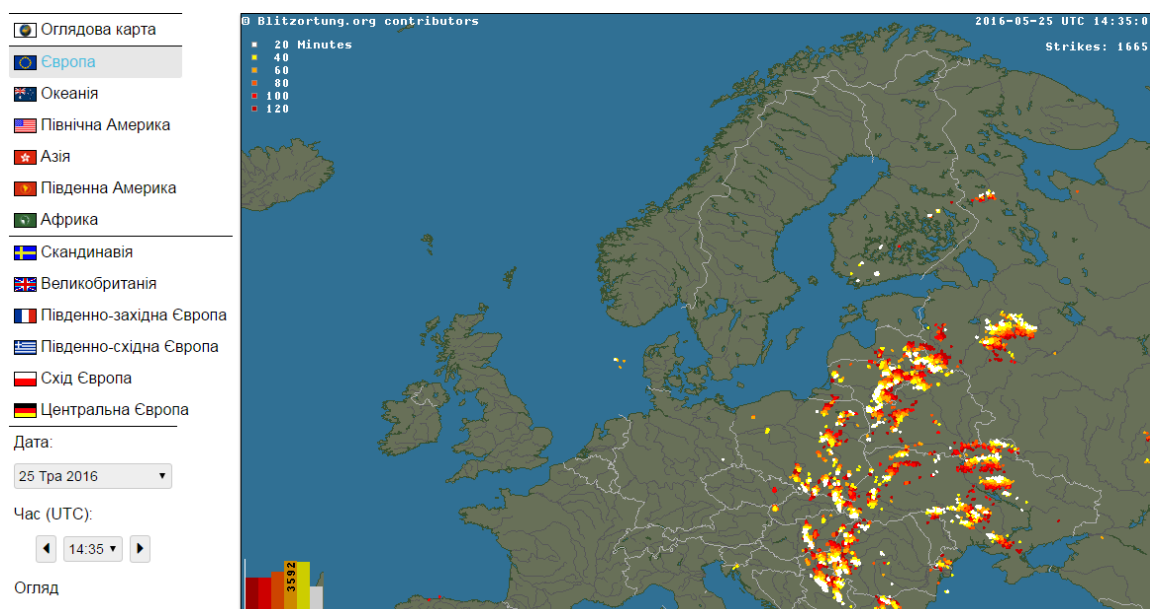 Оглядова карта
Європа
Океанія
Північна Америка
Азія
Південна Америка
Африка
Скандинавія
Великобританія
Південно-західна Європа
Південно-східна Європа
Схід Європа
Центральна Європа
Дата:
25 Тра 2016
Час (UTC):
14:35
Огляд
© Blitzortung.org contributors
2016-05-25 UTC 14:35:0
20 Minutes
Strikes: 1665
40
60
80
100
120
3592